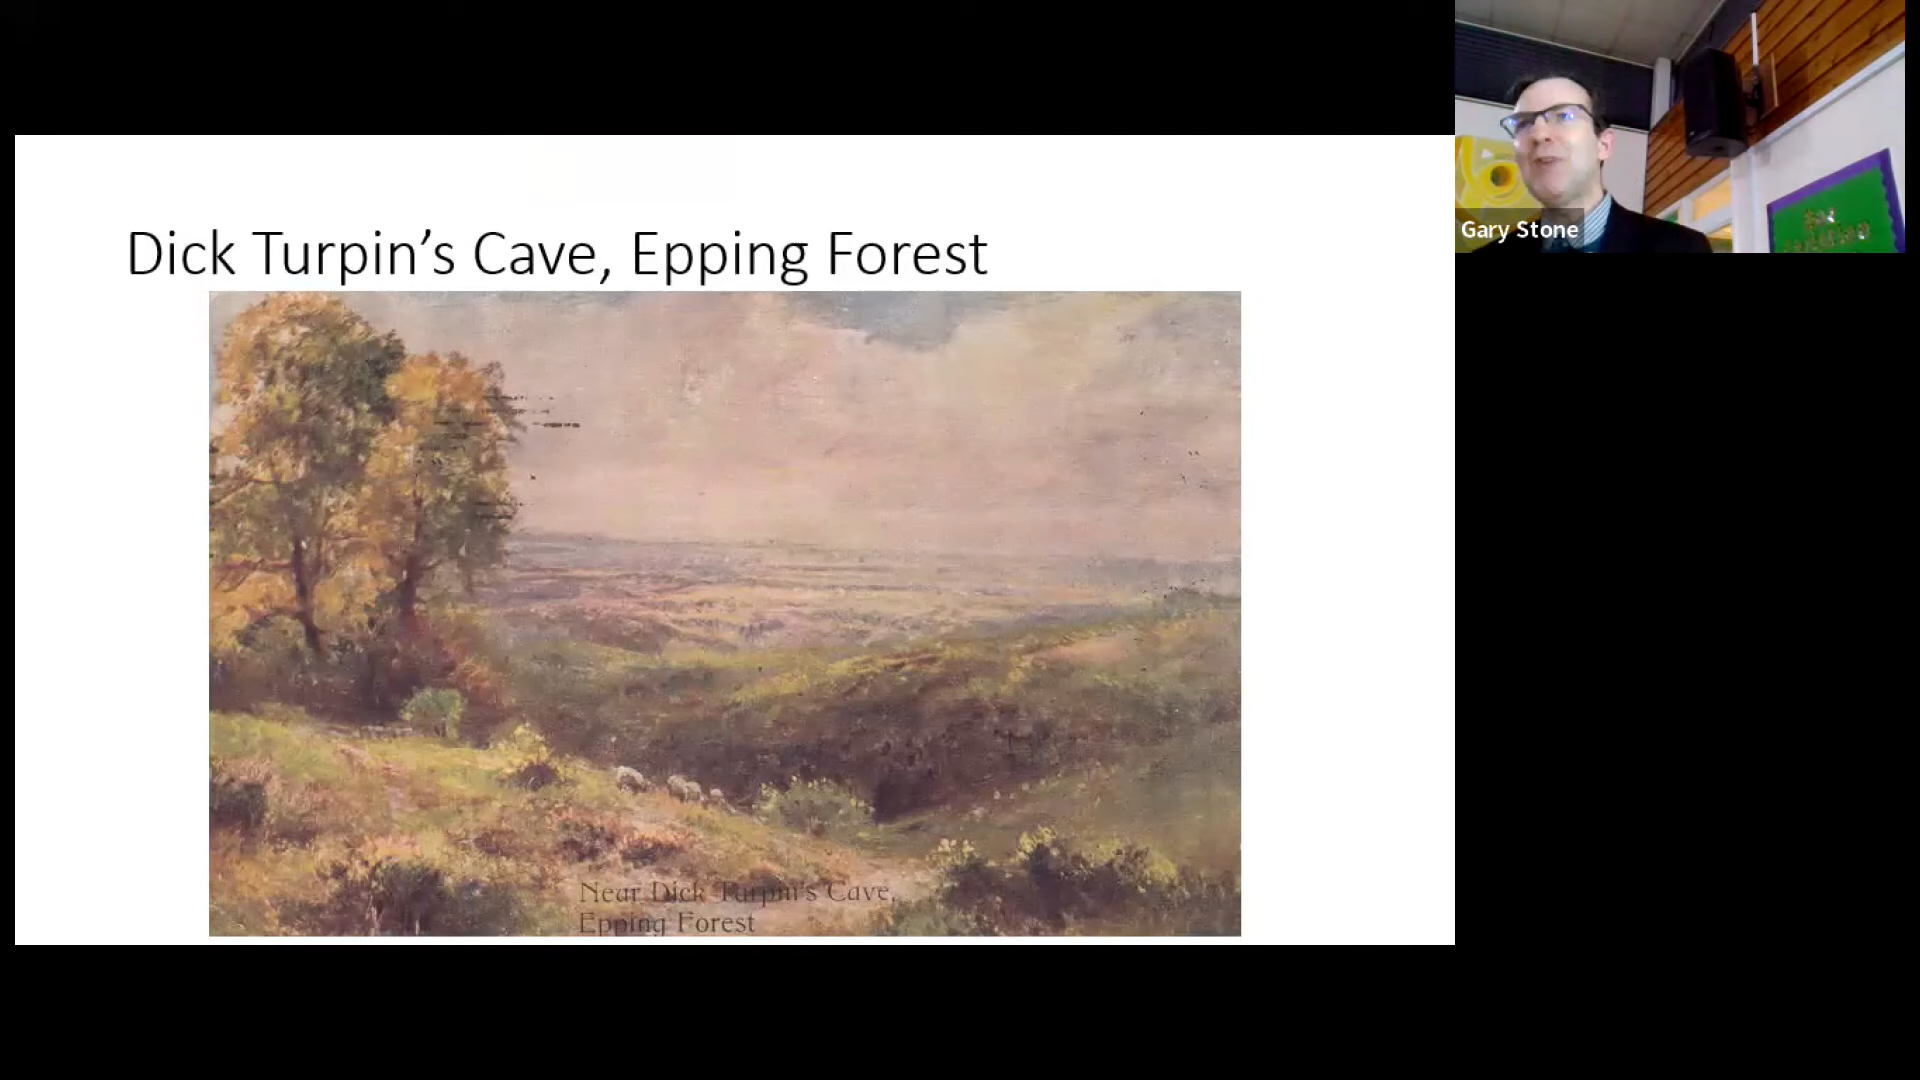 Dick Turpin’s Cave, Epping Forest
Near Dick Turpin's Cave,
Epping Forest
Gary Stone